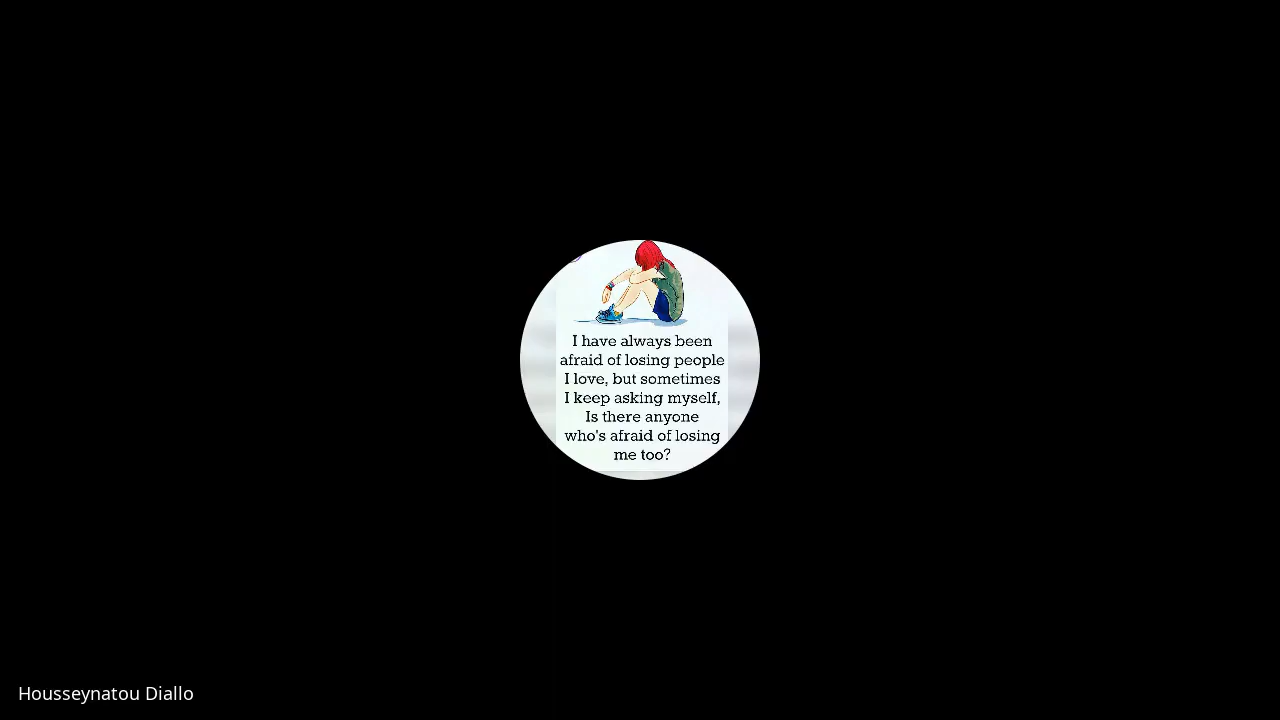 I have always been
afraid of losing people
I love, but sometimes
I keep asking myself,
Is there anyone
who's afraid of losing
me too?
Housseynatou Diallo